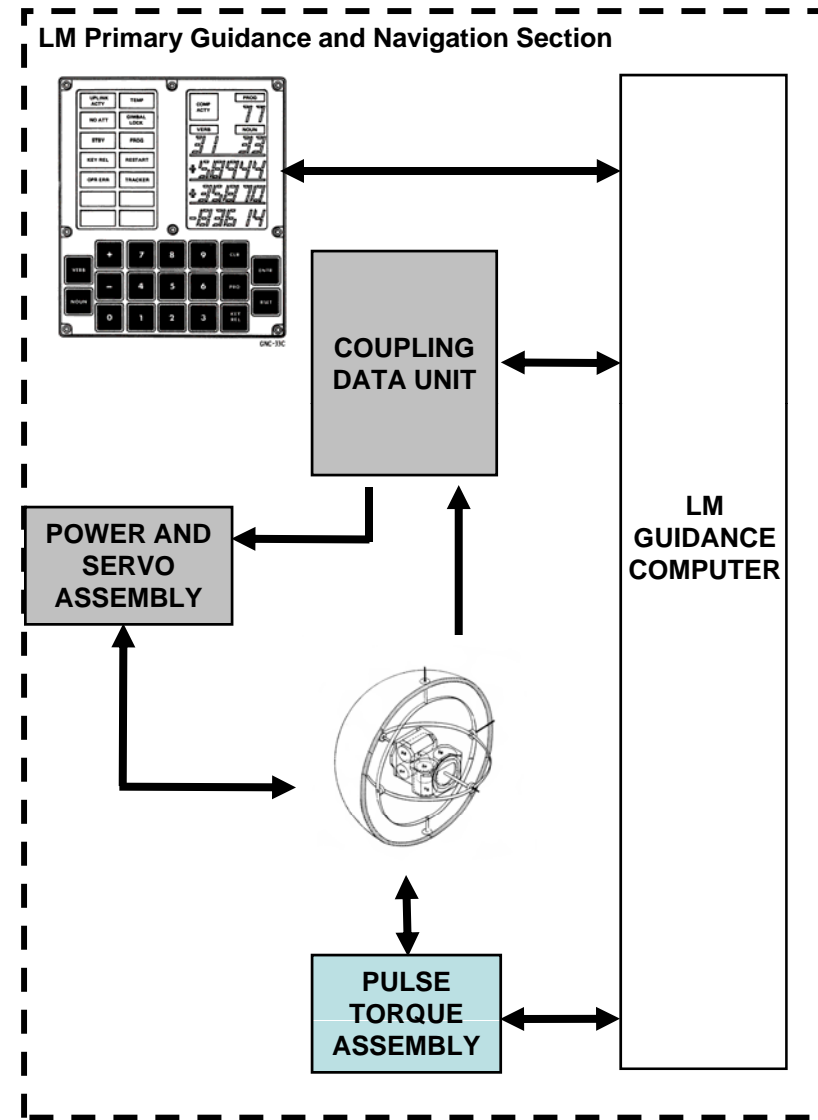 LM Primary Guidance and Navigation Section
UPLINK ACTY
TEMP
NO ATT
GIMBAL LOCK
STBY
PROG
KEY REL
RESTART
OPR ERR
TRACKER
COMP ACTY
PROG
77
VERB
NOUN
31
33
+58944
+35870
-83614
VERB
NOUN
+
7
8
9
CLR
-
4
5
6
PRO
0
1
2
3
KEY REL
ENTR
RSET
GNC-33C
COUPLING
DATA UNIT
POWER AND
SERVO
ASSEMBLY
LM
GUIDANCE
COMPUTER
PULSE
TORQUE
ASSEMBLY